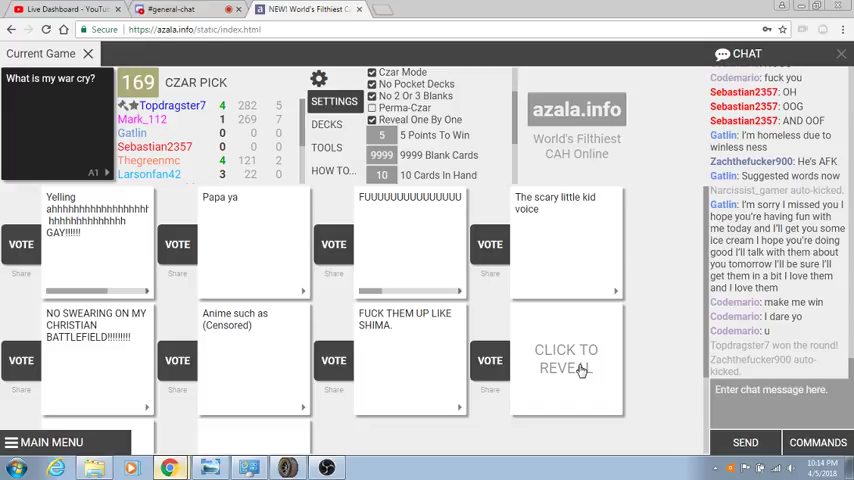 Live Dashboard - YouTu
#general-chat
NEW! World's Filthiest C
Secure
https://azala.info/static/index.html
Current Game
CHAT
What is my war cry?
A1
169 CZAR PICK
Topdragster7 4 282 5
Mark_112 1 269 7
Gatlin 0 0 0
Sebastian2357 0 0 0
Thegreenmc 4 121 2
Larsonfan42 3 22 0
SETTINGS
DECKS
TOOLS
HOW TO...
Czar Mode
No Pocket Decks
No 2 Or 3 Blanks
Perma-Czar
Reveal One By One
5 5 Points To Win
9999 9999 Blank Cards
10 10 Cards In Hand
azala.info
World's Filthiest
CAH Online
Codemario: fuck you
Sebastian2357: OH
Sebastian2357: OOG
Sebastian2357: AND OOF
Gatlin: I'm homeless due to
winless ness
Zachthefucker900: He's AFK
Gatlin: Suggested words now
Narcissist_gamer auto-kicked.
Gatlin: I'm sorry I missed you I
hope you're having fun with
me today and I'll get you some
ice cream I hope you're doing
good I'll talk with them about
you tomorrow I'll be sure I'll
get them in a bit I love them
and I love them
Codemario: make me win
Codemario: I dare yo
Codemario: u
Topdragster7 won the round!
Zachthefucker900 auto-
kicked.
Enter chat message here.
SEND
COMMANDS
VOTE
Share
Yelling
ahhhhhhhhhhhhhhhhhh
hhhhhhhhhhhhhh
GAY!!!!!!
VOTE
Share
Papa ya
VOTE
Share
FUUUUUUUUUUUUUUU
VOTE
Share
The scary little kid
voice
VOTE
Share
NO SWEARING ON MY
CHRISTIAN
BATTLEFIELD!!!!!!!!!
VOTE
Share
Anime such as
(Censored)
VOTE
Share
FUCK THEM UP LIKE
SHIMA.
VOTE
Share
CLICK TO
REVEAL
MAIN MENU
10:14 PM
4/5/2018